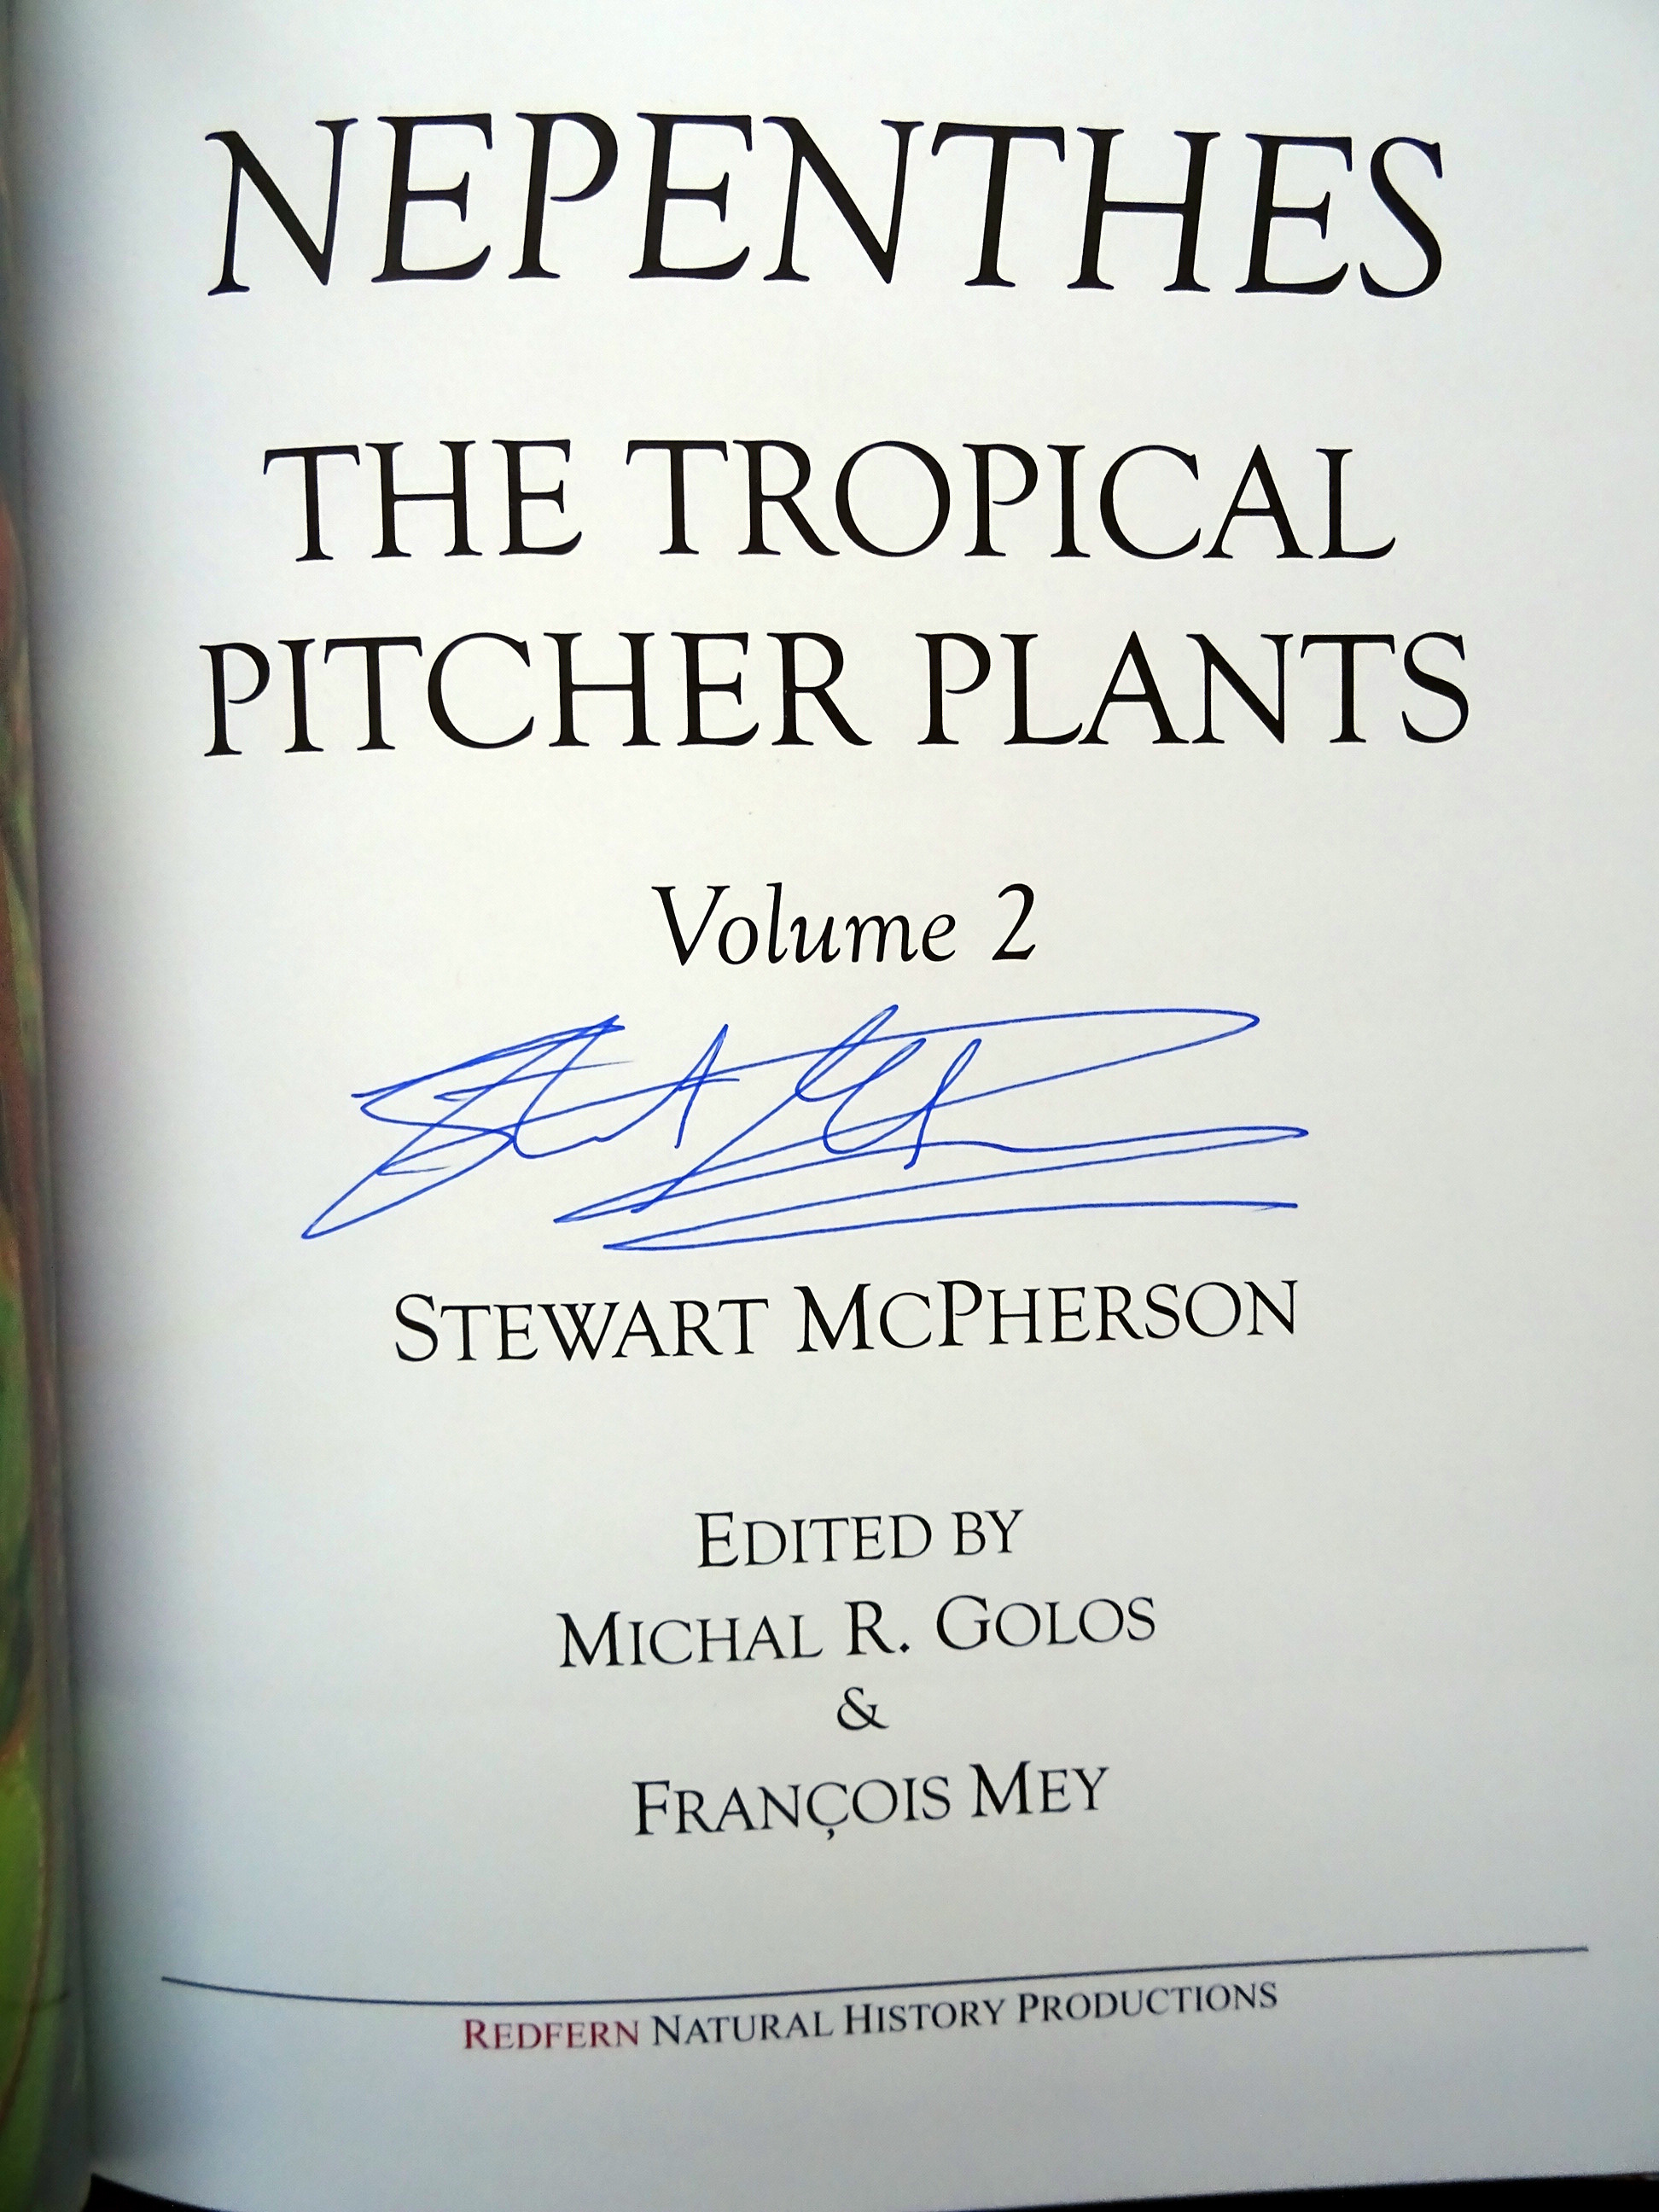 NEPENTHES
THE TROPICAL
PITCHER PLANTS
Volume 2
STEWART MCPHERSON
EDITED BY
MICHAL R. GOLOS
&
FRANÇOIS MEY
REDFERN NATURAL HISTORY PRODUCTIONS